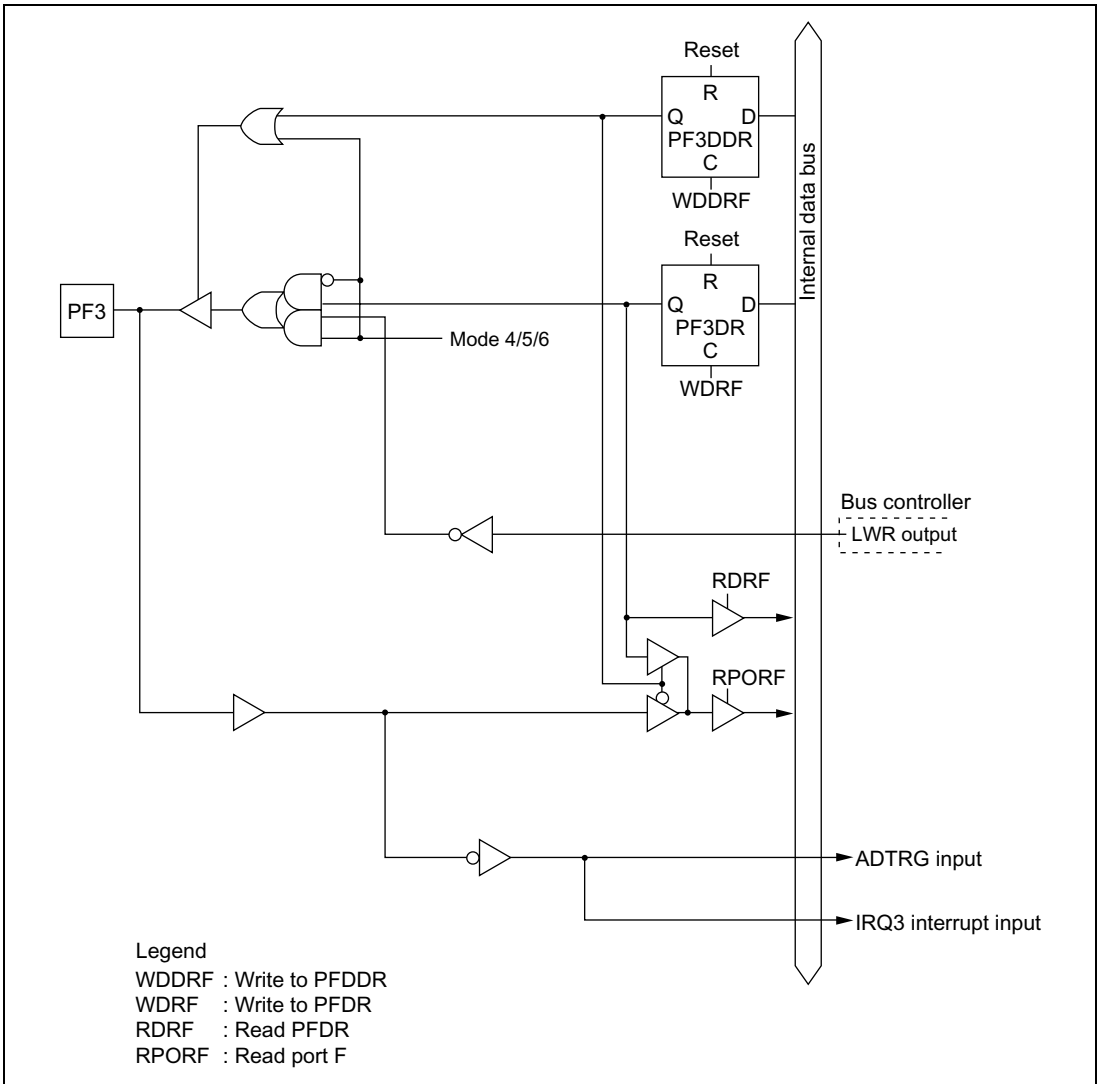 Reset
R
Q D
PF3DDR
C
WDDRF
Internal data bus
Reset
R
Q D
PF3DR
C
WDRF
PF3
Mode 4/5/6
Bus controller
LWR output
RDRF
RPORF
ADTRG input
IRQ3 interrupt input
Legend
WDDRF : Write to PFDDR
WDRF : Write to PFDR
RDRF : Read PFDR
RPORF : Read port F